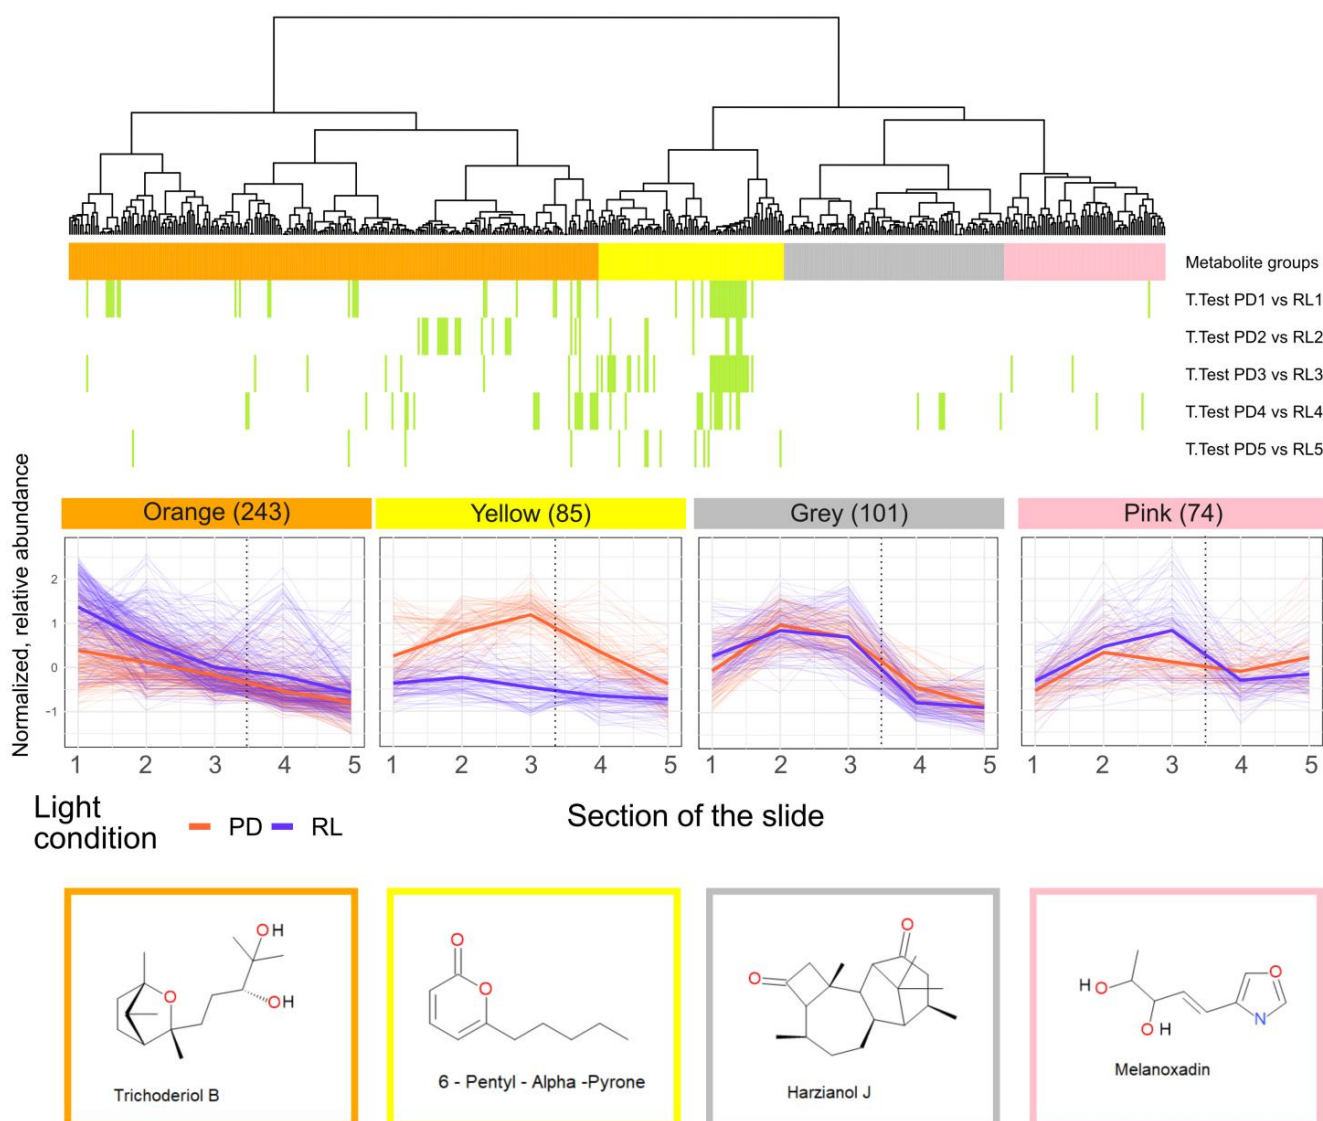 Metabolite groups
T.Test PD1 vs RL1
T.Test PD2 vs RL2
T.Test PD3 vs RL3
T.Test PD4 vs RL4
T.Test PD5 vs RL5
Normalized, relative abundance
Orange (243)
Yellow (85)
Grey (101)
Pink (74)
2
1
0
-1
1 2 3 4 5
1 2 3 4 5
1 2 3 4 5
1 2 3 4 5
Light
condition
PD
RL
Section of the slide
OH
O
OH
Trichoderiol B
O
O
6 - Pentyl - Alpha -Pyrone
O
O
Harzianol J
H O
O H
O
N
Melanoxadin